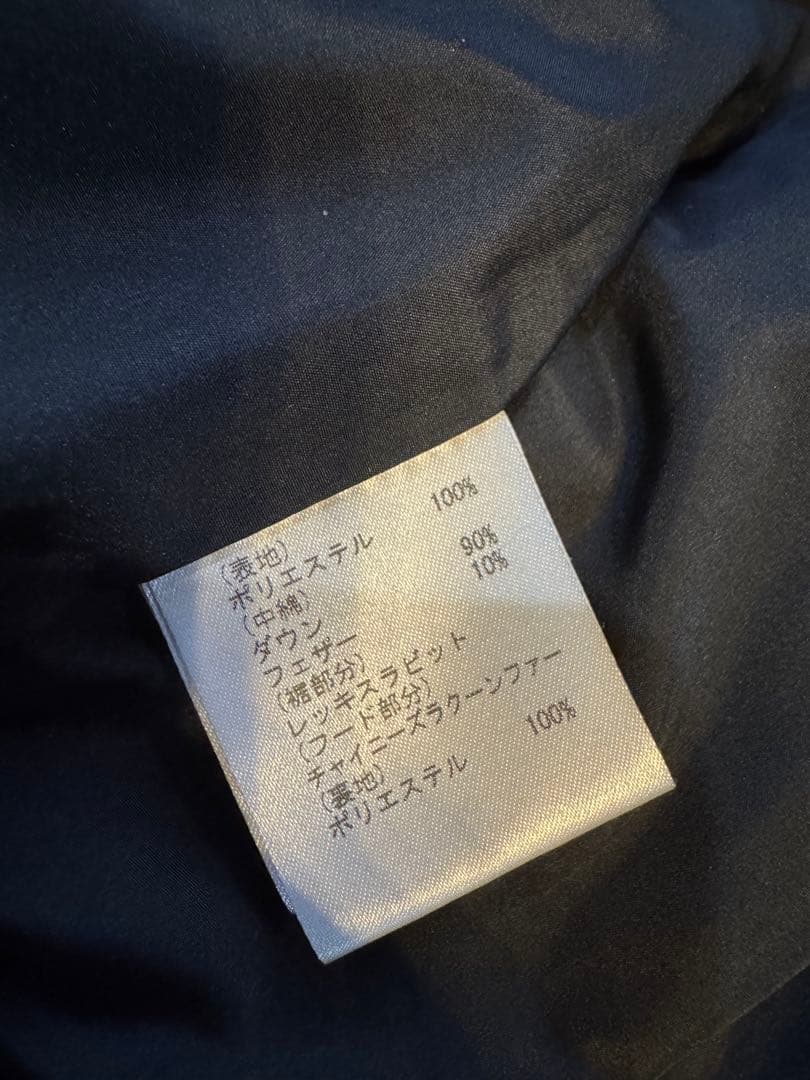 (表地)
ポリエステル 100%
(中綿)
ダウン 90%
フェザー 10%
(裾部分)
レッキスラビット
(フード部分)
チャイニーズラクーンファー
(裏地)
ポリエステル 100%